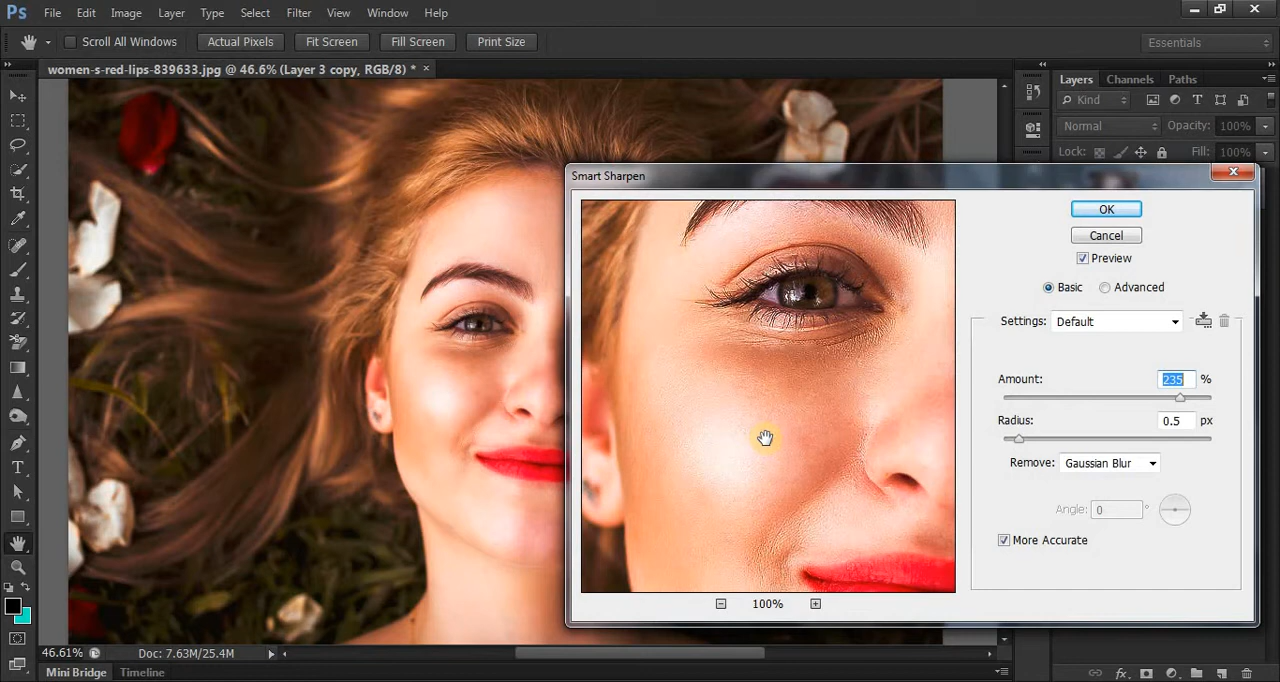 Ps File Edit Image Layer Type Select Filter View Window Help
Scroll All Windows Actual Pixels Fit Screen Fill Screen Print Size Essentials
women-s-red-lips-839633.jpg @ 46.6% (Layer 3 copy, RGB/8) * ×
Layers Channels Paths
Kind
Normal Opacity: 100%
Lock: Fill: 100%
Smart Sharpen
OK
Cancel
Preview
Basic Advanced
Settings: Default
Amount: 235 %
Radius: 0.5 px
Remove: Gaussian Blur
Angle: 0 °
More Accurate
100%
46.61% Doc: 7.63M/25.4M
Mini Bridge Timeline
T
fx